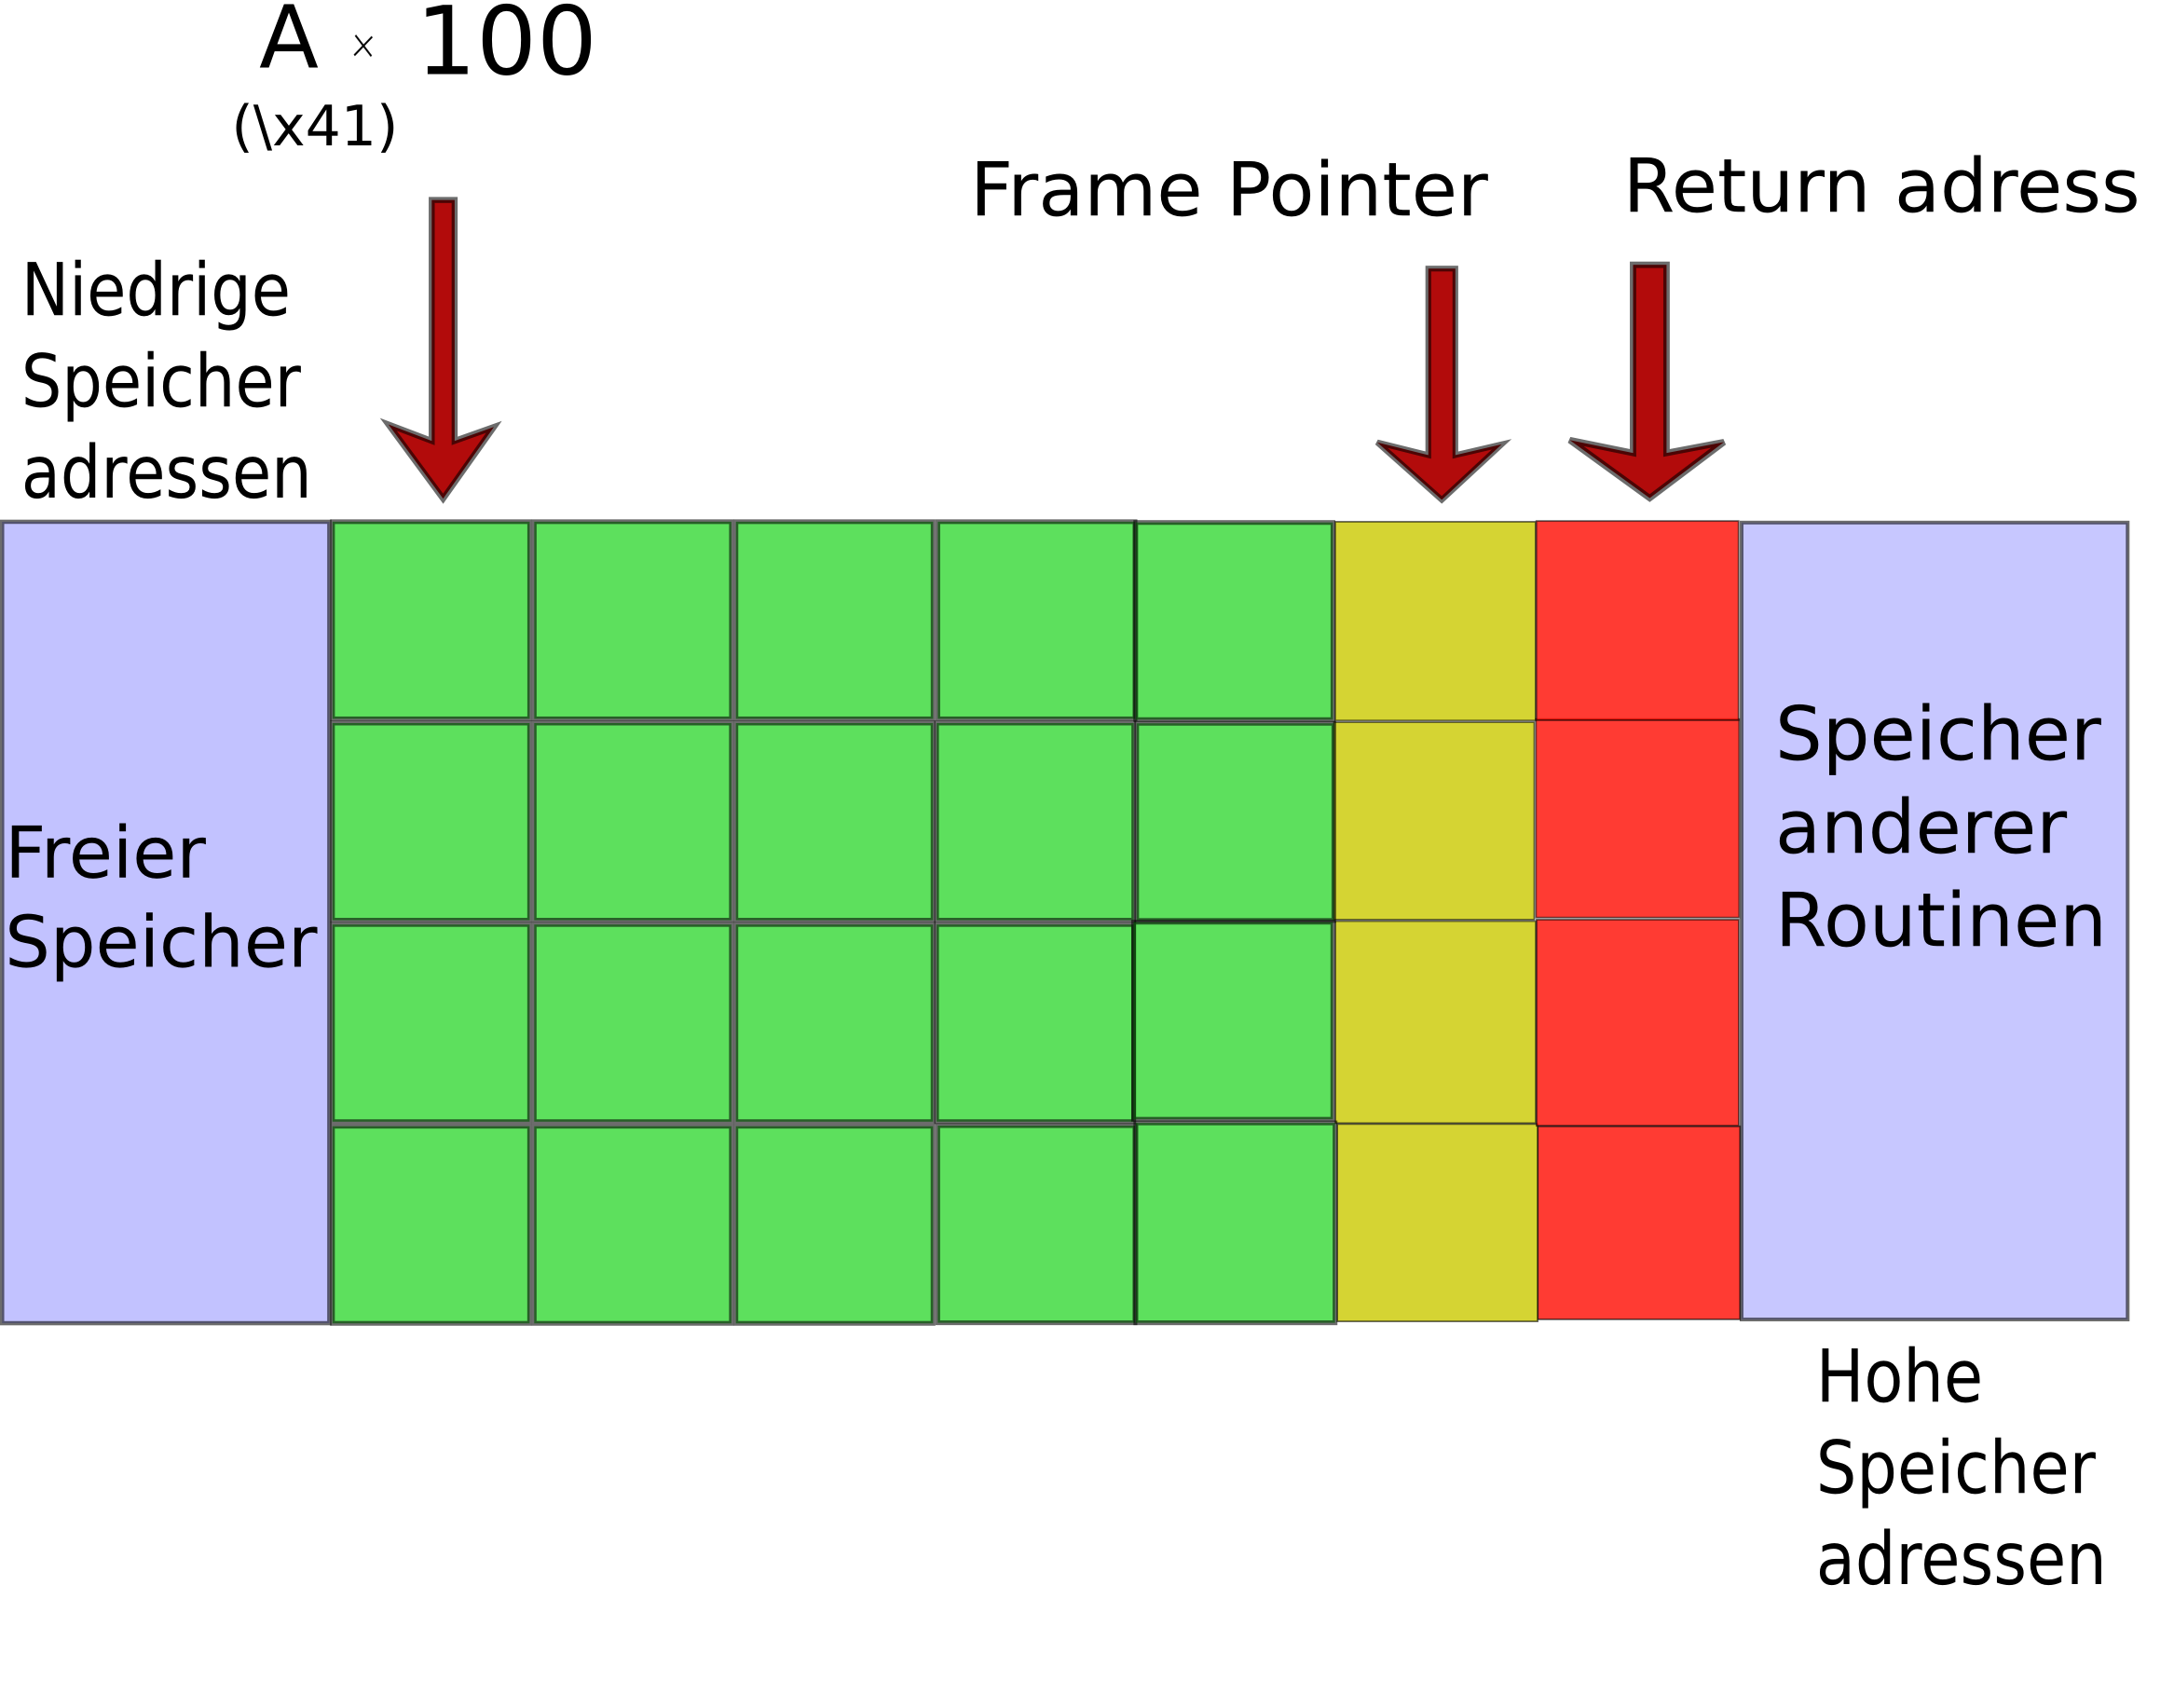 A × 100
(\x41)
Frame Pointer
Return adress
Niedrige
Speicher
adressen
Freier
Speicher
Speicher
anderer
Routinen
Hohe
Speicher
adressen